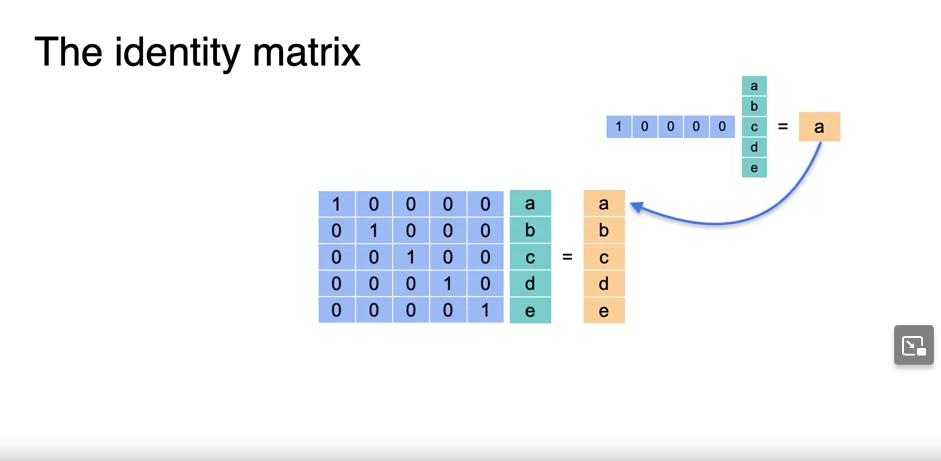 The identity matrix
a
b
1 0 0 0 0 c = a
d
e
1 0 0 0 0 a a
0 1 0 0 0 b b
0 0 1 0 0 c = c
0 0 0 1 0 d d
0 0 0 0 1 e e